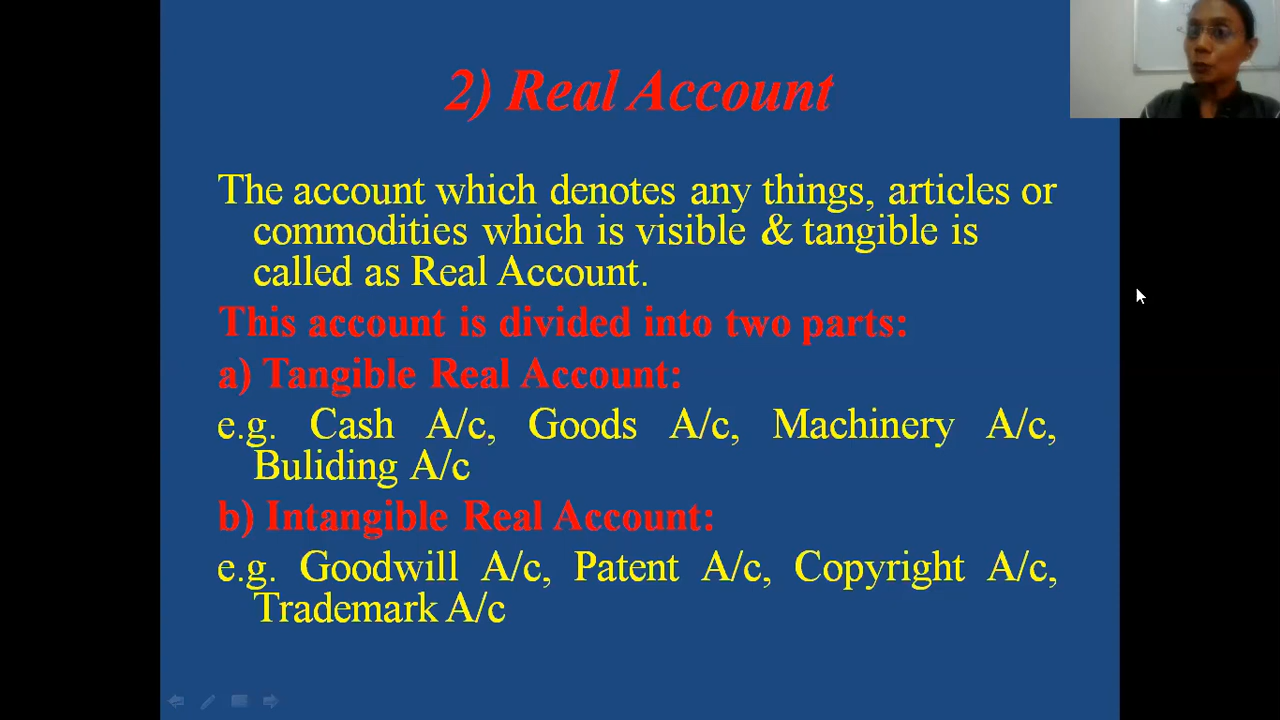 2) Real Account
The account which denotes any things, articles or
commodities which is visible & tangible is
called as Real Account.
This account is divided into two parts:
a) Tangible Real Account:
e.g. Cash A/c, Goods A/c, Machinery A/c,
Buliding A/c
b) Intangible Real Account:
e.g. Goodwill A/c, Patent A/c, Copyright A/c,
Trademark A/c